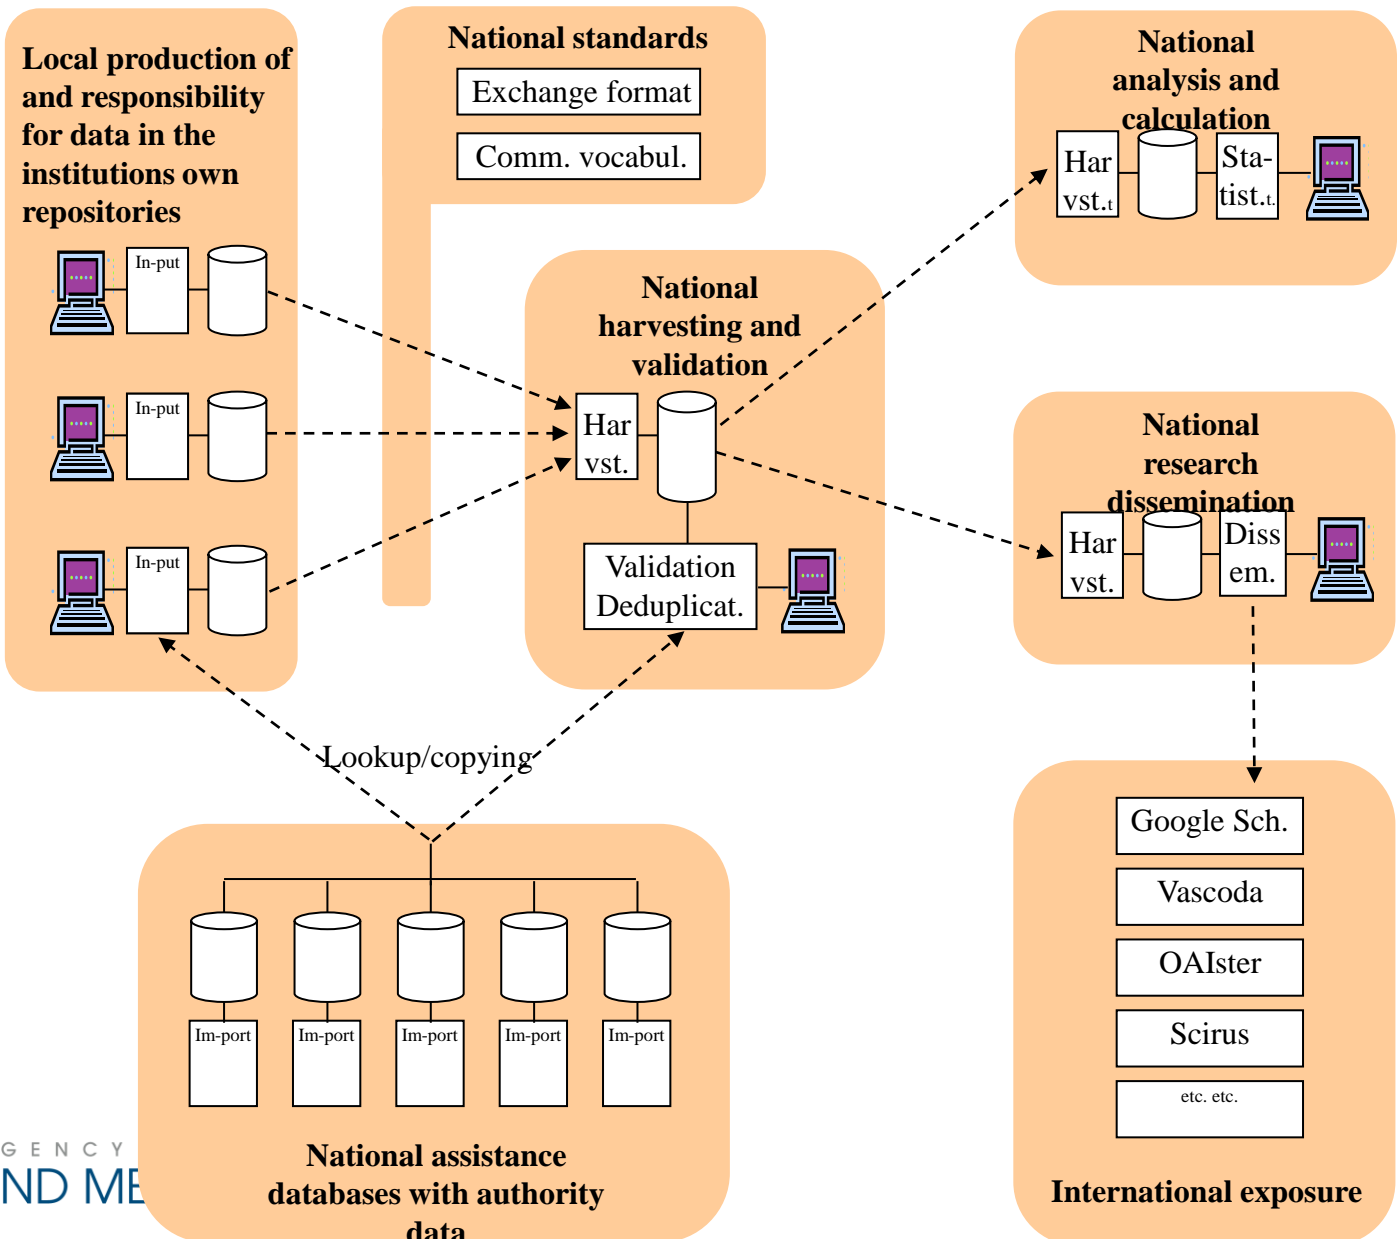 Local production of
and responsibility
for data in the
institutions own
repositories
In-put
In-put
In-put
National standards
Exchange format
Comm. vocabul.
National
harvesting and
validation
Har
vst.
Validation
Deduplicat.
National
analysis and
calculation
Har
vst.t
Sta-
tist.t.
National
research
dissemination
Har
vst.
Diss
em.
Lookup/copying
Im-port
Im-port
Im-port
Im-port
Im-port
National assistance
databases with authority
data
Google Sch.
Vascoda
OAIster
Scirus
etc. etc.
International exposure
GENCY
ND ME